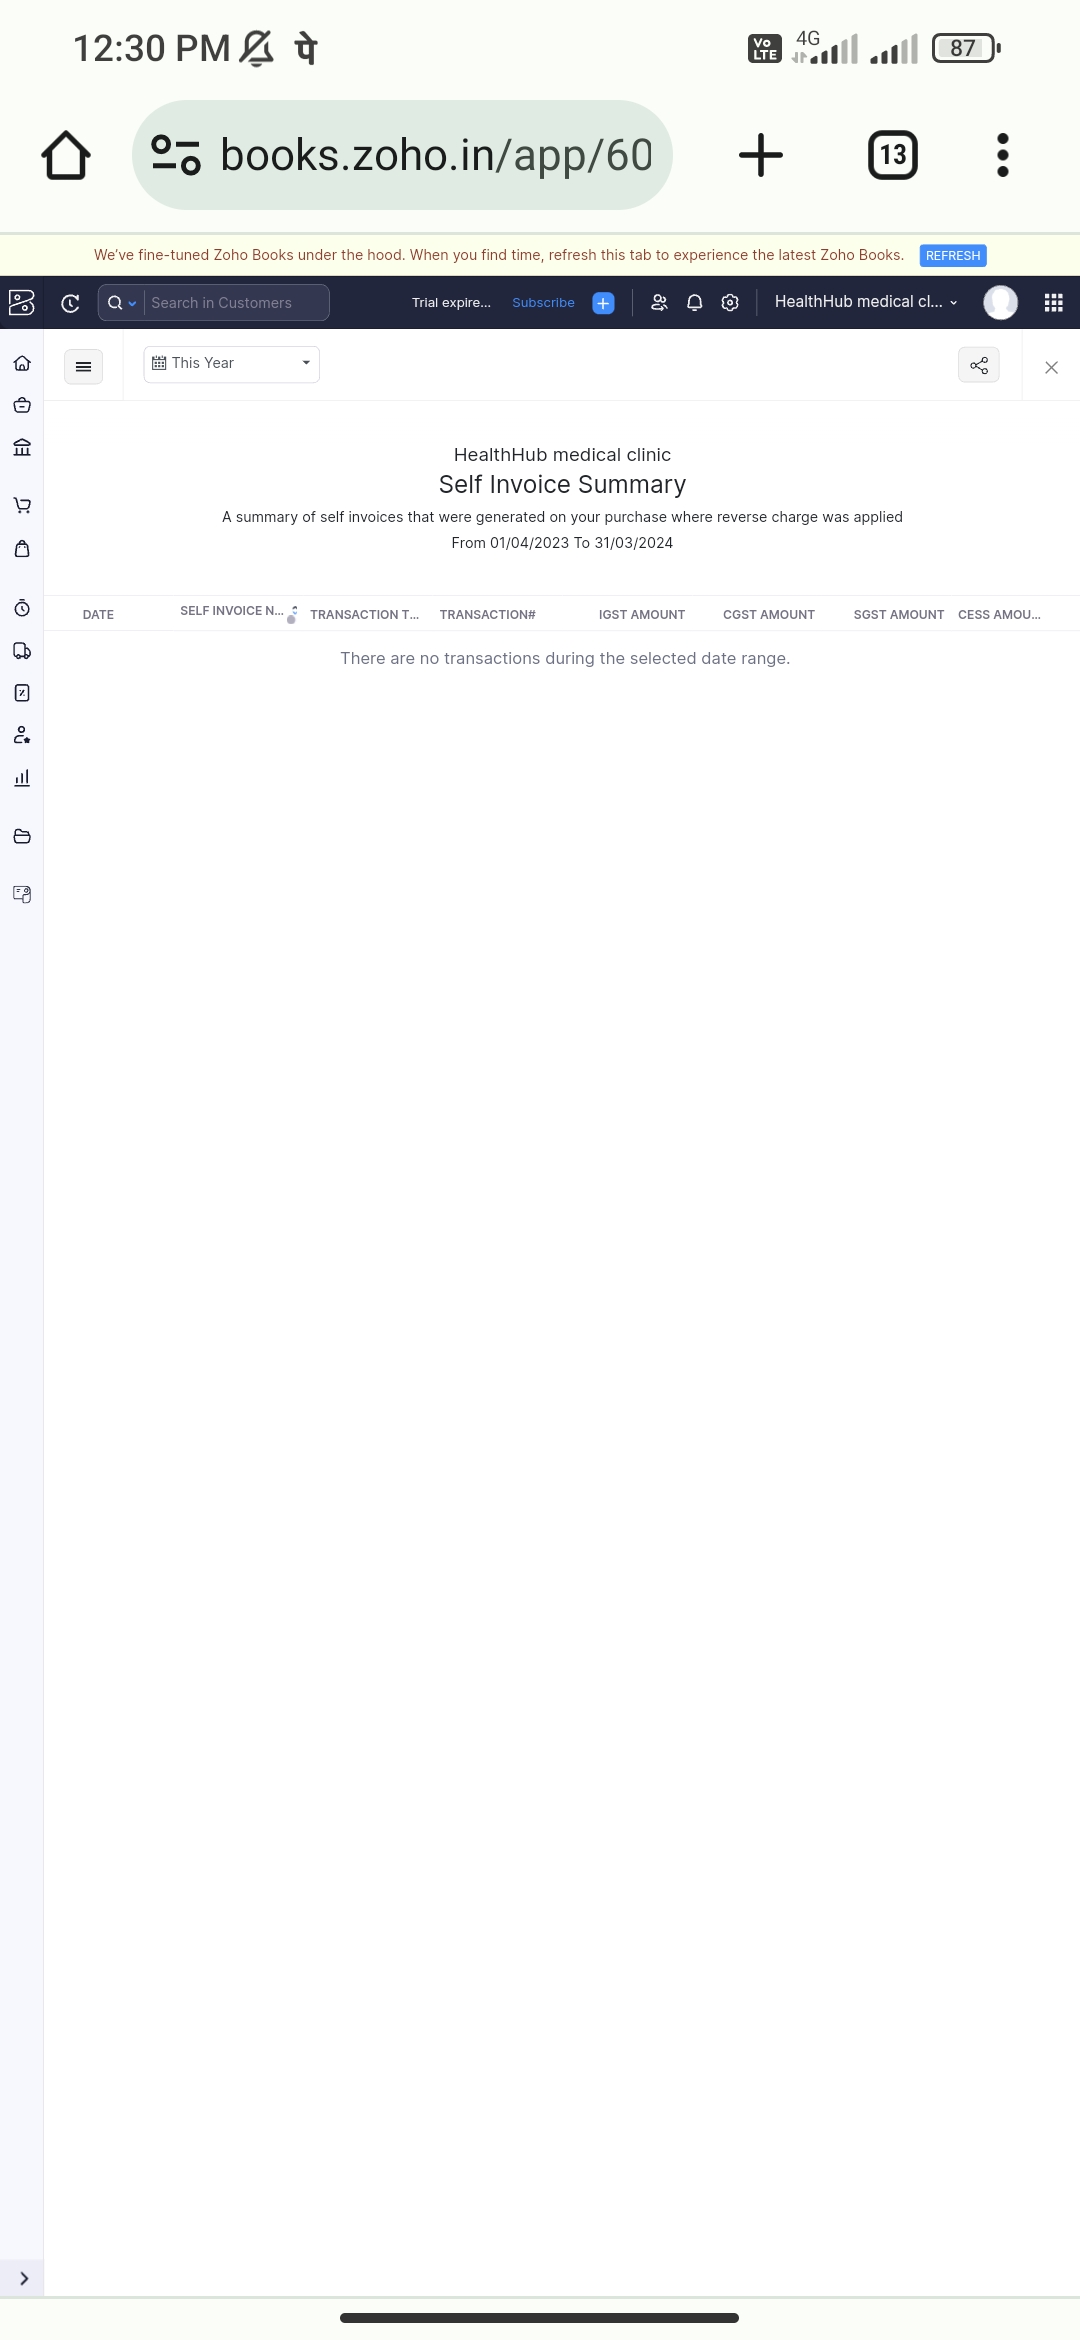 12:30 PM पे Vo LTE 4G 87
books.zoho.in/app/60 13
We've fine-tuned Zoho Books under the hood. When you find time, refresh this tab to experience the latest Zoho Books. REFRESH
Search in Customers Trial expire... Subscribe HealthHub medical cl...
This Year
HealthHub medical clinic
Self Invoice Summary
A summary of self invoices that were generated on your purchase where reverse charge was applied
From 01/04/2023 To 31/03/2024
DATE SELF INVOICE N... TRANSACTION T... TRANSACTION# IGST AMOUNT CGST AMOUNT SGST AMOUNT CESS AMOU...
There are no transactions during the selected date range.